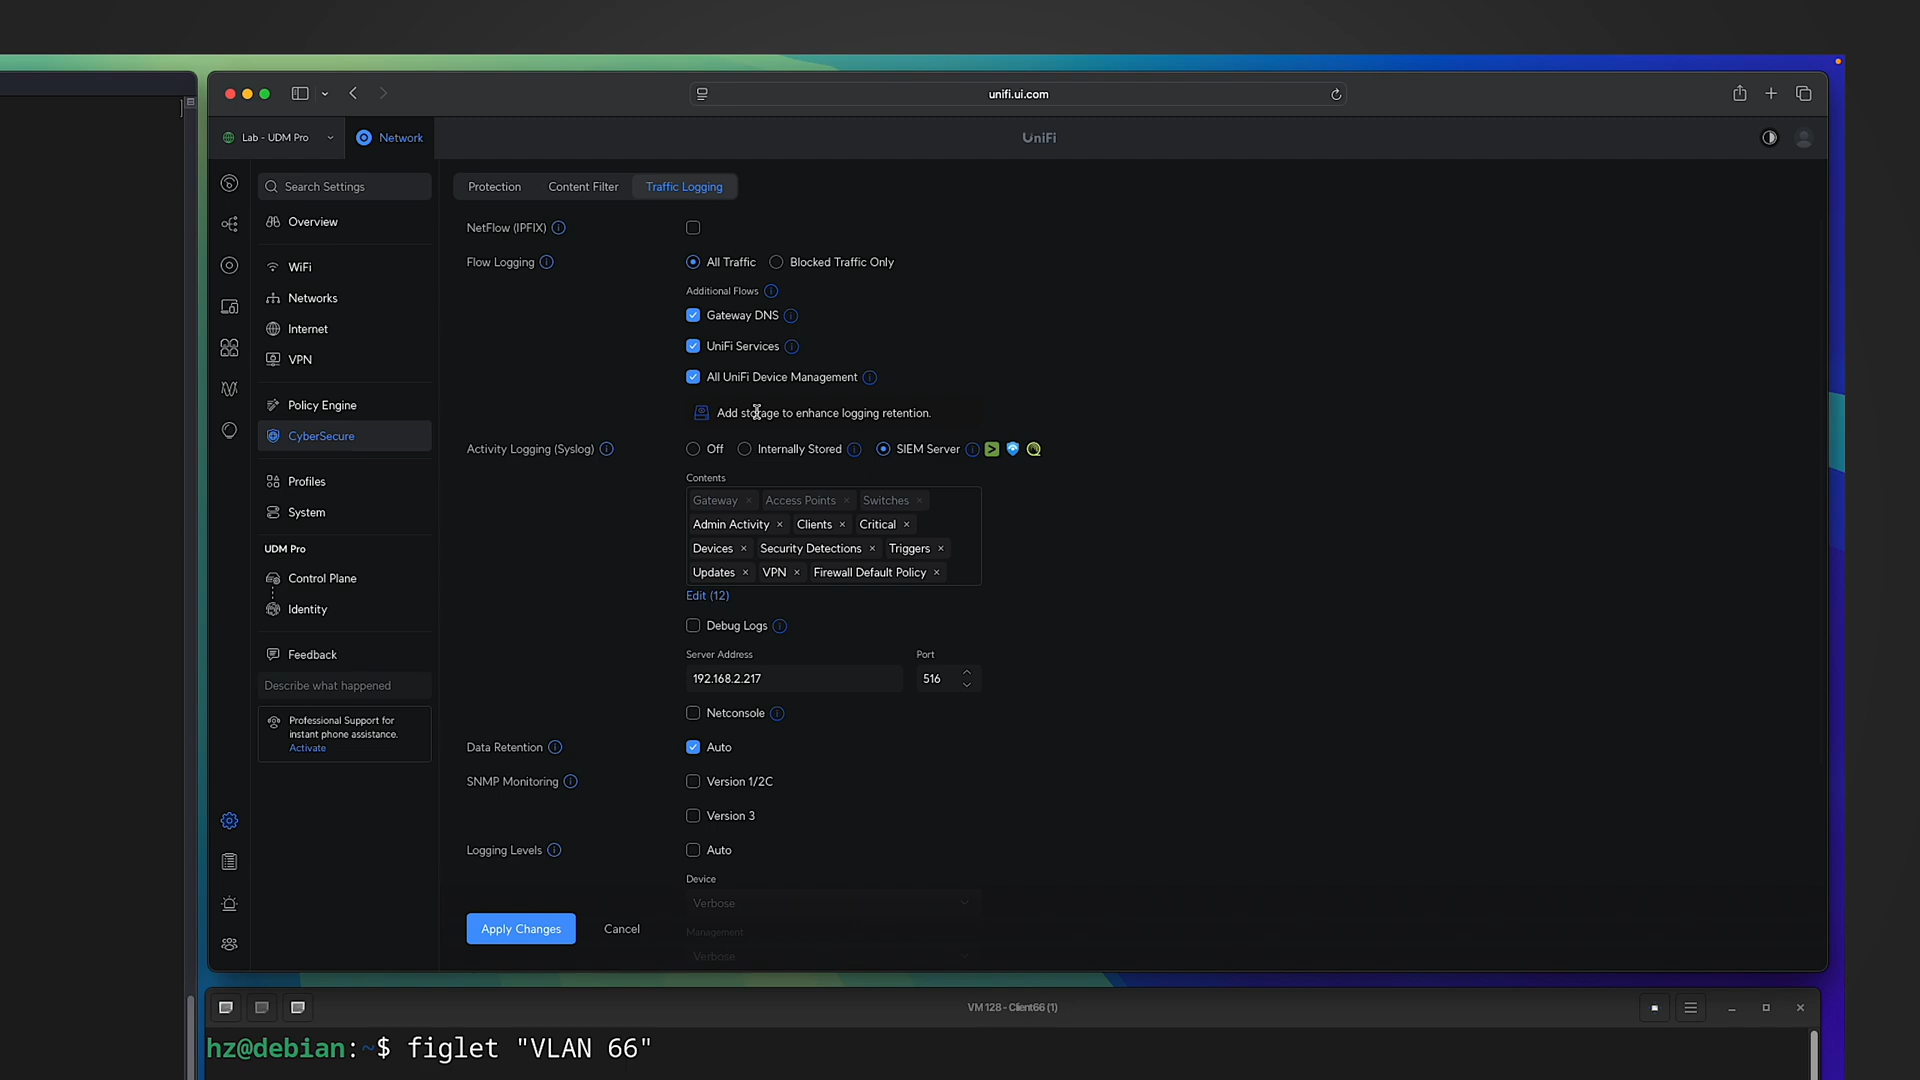 unifi.ui.com
Lab - UDM Pro
Network
UniFi
Search Settings
Overview
WiFi
Networks
Internet
VPN
Policy Engine
CyberSecure
Profiles
System
UDM Pro
Control Plane
Identity
Feedback
Describe what happened
Professional Support for
instant phone assistance.
Activate
Protection Content Filter Traffic Logging
NetFlow (IPFIX)
Flow Logging All Traffic Blocked Traffic Only
Additional Flows
Gateway DNS
UniFi Services
All UniFi Device Management
Add storage to enhance logging retention.
Activity Logging (Syslog) Off Internally Stored SIEM Server
Contents
Gateway × Access Points × Switches ×
Admin Activity × Clients × Critical ×
Devices × Security Detections × Triggers ×
Updates × VPN × Firewall Default Policy ×
Edit (12)
Debug Logs
Server Address Port
192.168.2.217 516
Netconsole
Data Retention Auto
SNMP Monitoring Version 1/2C
Version 3
Logging Levels Auto
Device
Verbose
Apply Changes Cancel
Management
Verbose
VM 128 - Client66 (1)
hz@debian:~$ figlet "VLAN 66"